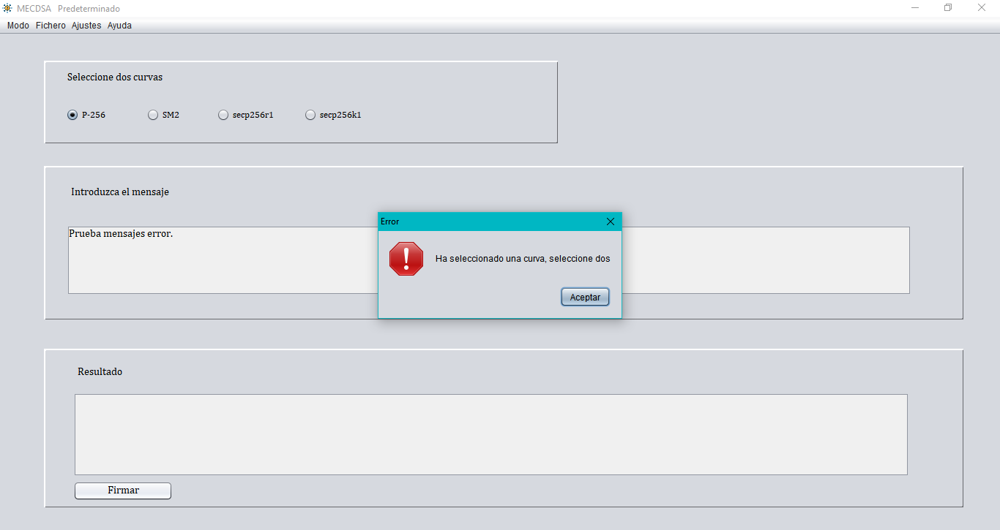 MECDSA Predeterminado
Modo Fichero Ajustes Ayuda
Seleccione dos curvas
P-256 SM2 secp256r1 secp256k1
Introduzca el mensaje
Prueba mensajes error.
Error
Ha seleccionado una curva, seleccione dos
Aceptar
Resultado
Firmar